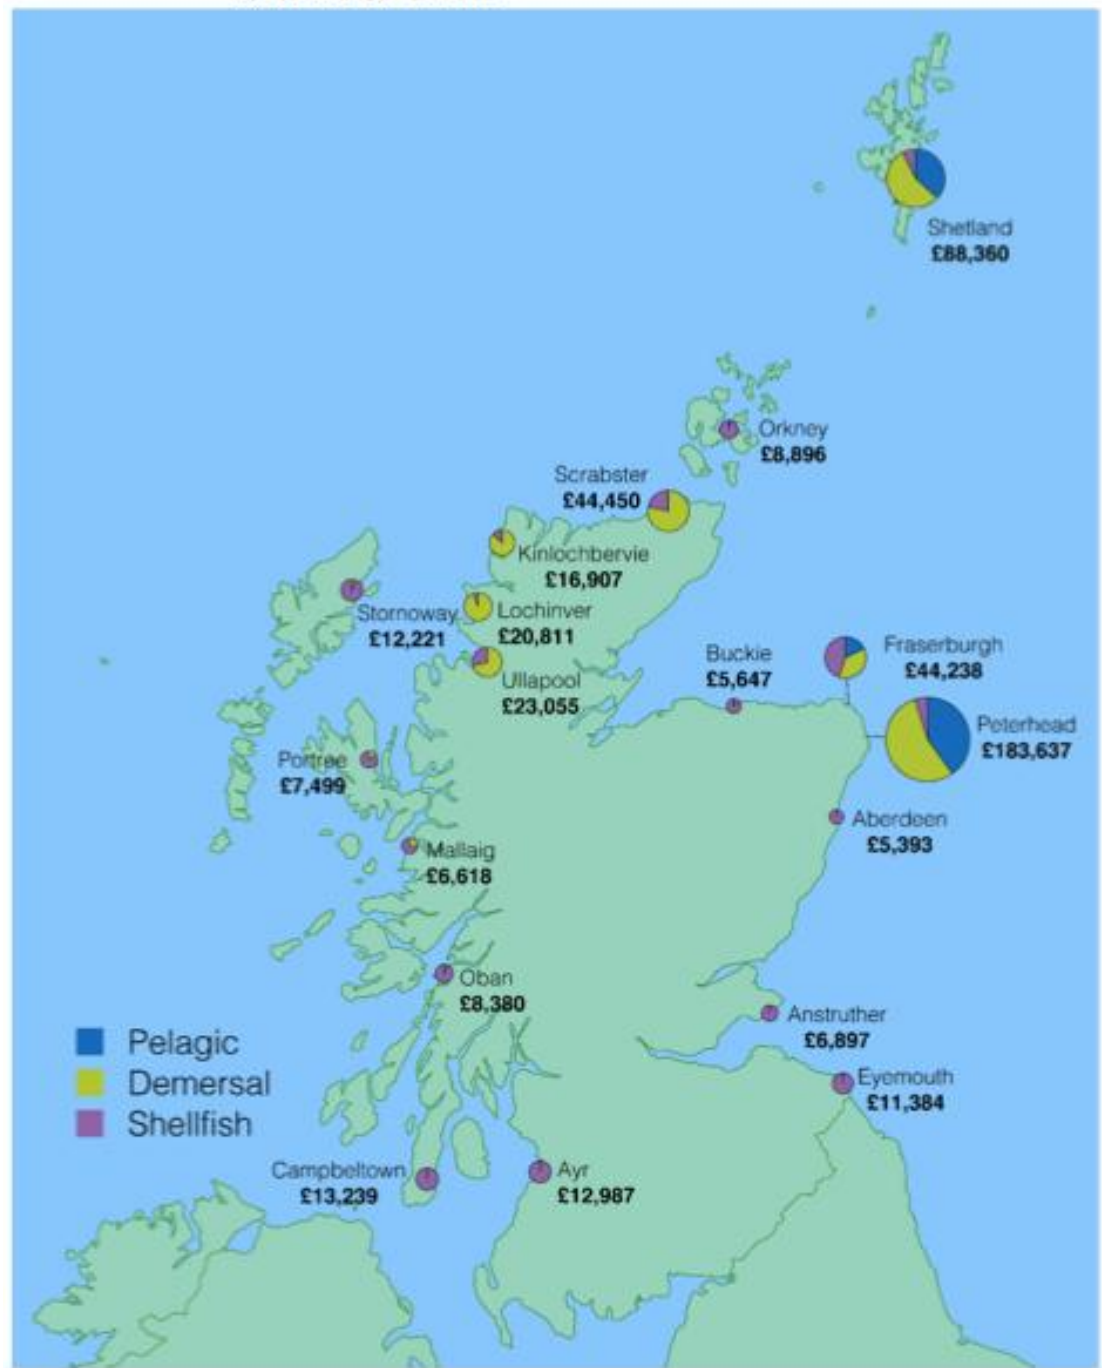 Shetland
£88,360
Orkney
£8,896
Scrabster
£44,450
Kinlochbervie
£16,907
Stornoway
£12,221
Lochinver
£20,811
Ullapool
£23,055
Buckie
£5,647
Fraserburgh
£44,238
Peterhead
£183,637
Portree
£7,499
Aberdeen
£5,393
Mallaig
£6,618
Oban
£8,380
Anstruther
£6,897
Pelagic
Demersal
Shellfish
Eyemouth
£11,384
Campbeltown
£13,239
Ayr
£12,987